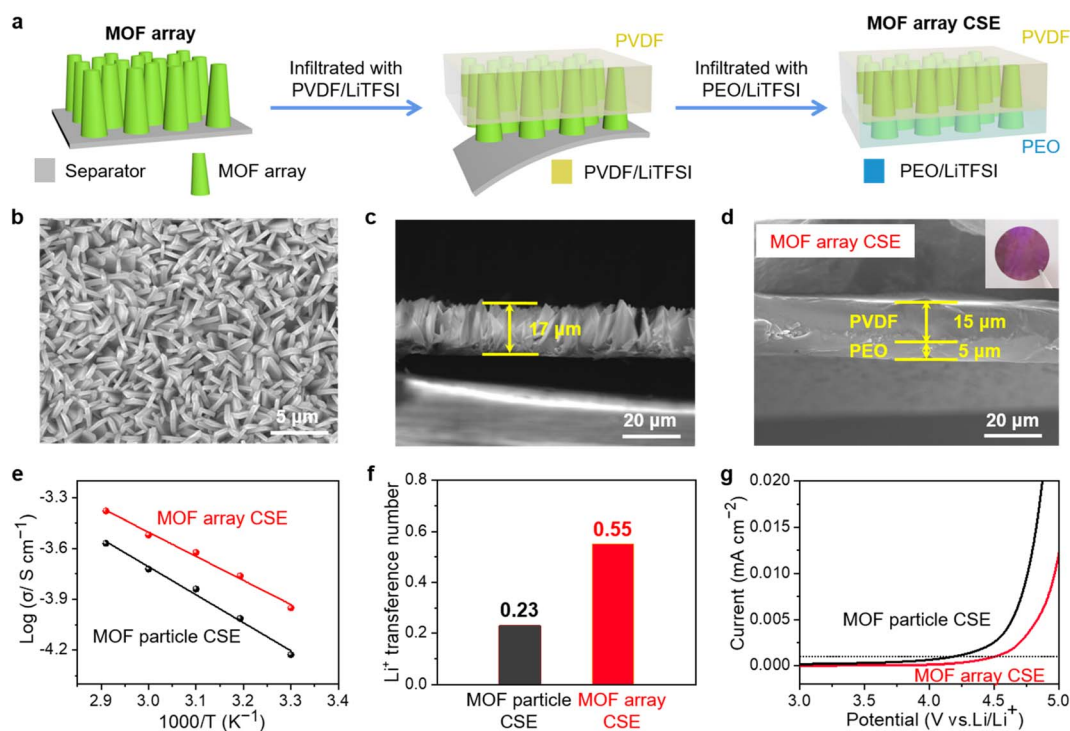 a
MOF array
MOF array CSE
PVDF
PVDF
Infiltrated with
PVDF/LiTFSI
Infiltrated with
PEO/LiTFSI
PEO
Separator
MOF array
PVDF/LiTFSI
PEO/LiTFSI
b
5 μm
c
17 μm
20 μm
d
MOF array CSE
PVDF
15 μm
PEO
5 μm
20 μm
e
Log (σ/ S cm⁻¹)
-3.3
-3.6
-3.9
-4.2
MOF array CSE
MOF particle CSE
2.9 3.0 3.1 3.2 3.3 3.4
1000/T (K⁻¹)
f
Li⁺ transference number
0.8
0.6
0.4
0.2
0.0
0.23
0.55
MOF particle
CSE
MOF array
CSE
g
Current (mA cm⁻²)
0.020
0.015
0.010
0.005
0.000
MOF particle CSE
MOF array CSE
3.0 3.5 4.0 4.5 5.0
Potential (V vs.Li/Li⁺)